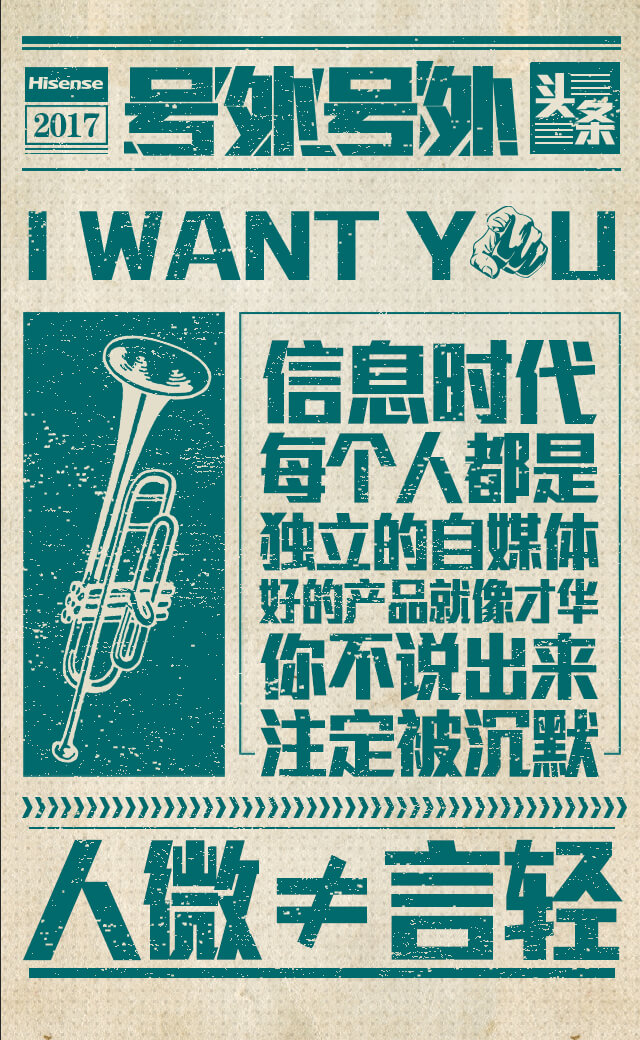 Hisense
2017
号外号外
头条
I WANT YOU
信息时代
每个人都是
独立的自媒体
好的产品就像才华
你不说出来
注定被沉默
人微≠言轻